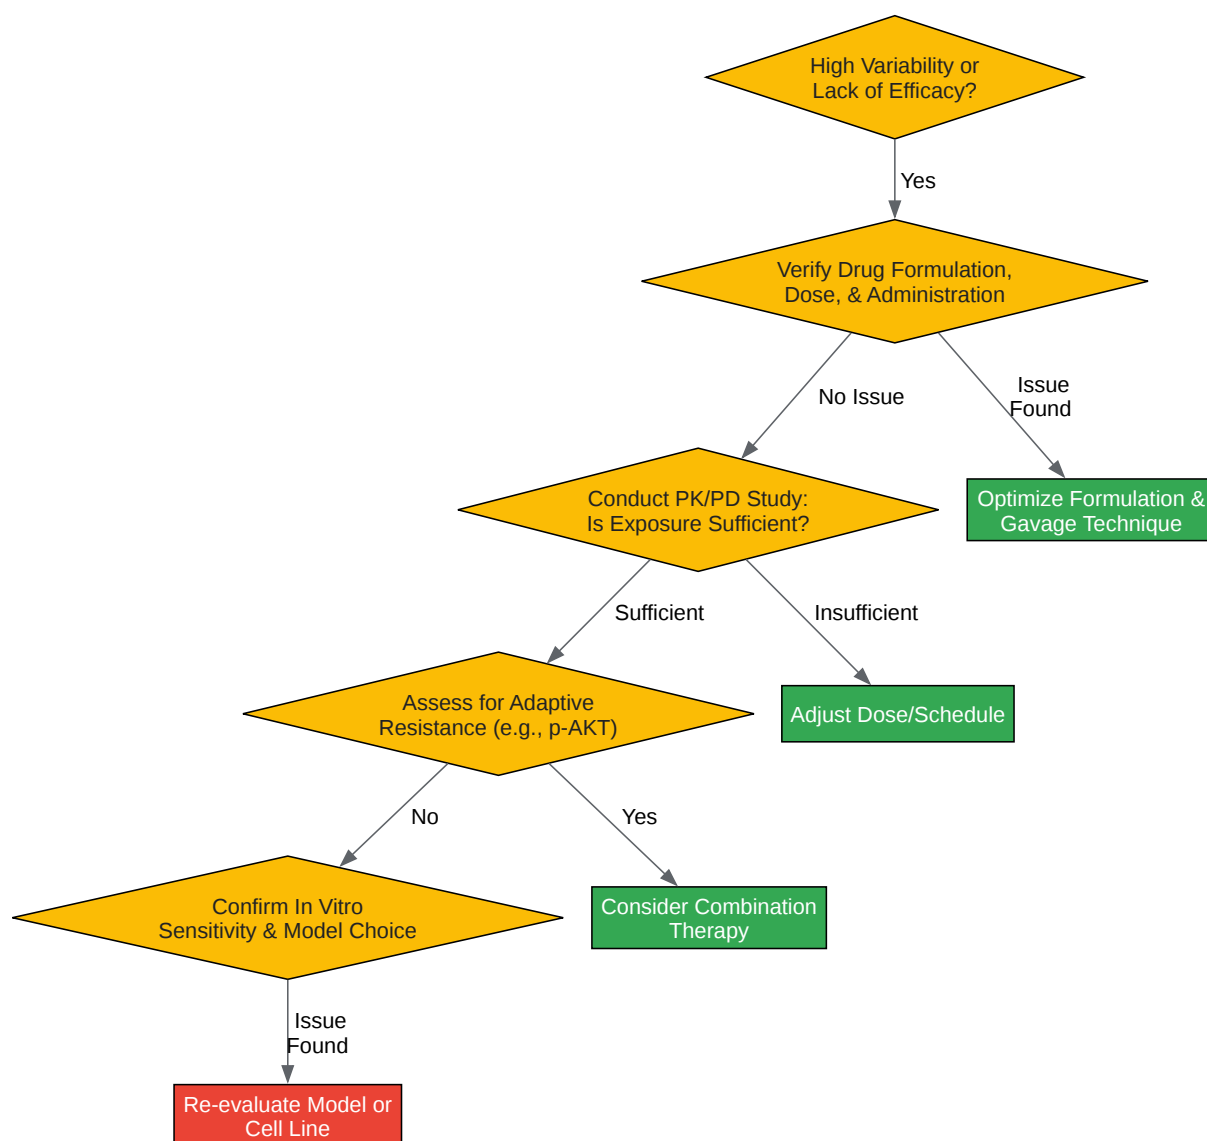 High Variability or
Lack of Efficacy?
Yes
Verify Drug Formulation,
Dose, & Administration
No Issue
Issue
Found
Conduct PK/PD Study:
Is Exposure Sufficient?
Optimize Formulation &
Gavage Technique
Sufficient
Insufficient
Assess for Adaptive
Resistance (e.g., p-AKT)
Adjust Dose/Schedule
No
Yes
Confirm In Vitro
Sensitivity & Model Choice
Consider Combination
Therapy
Issue
Found
Re-evaluate Model or
Cell Line